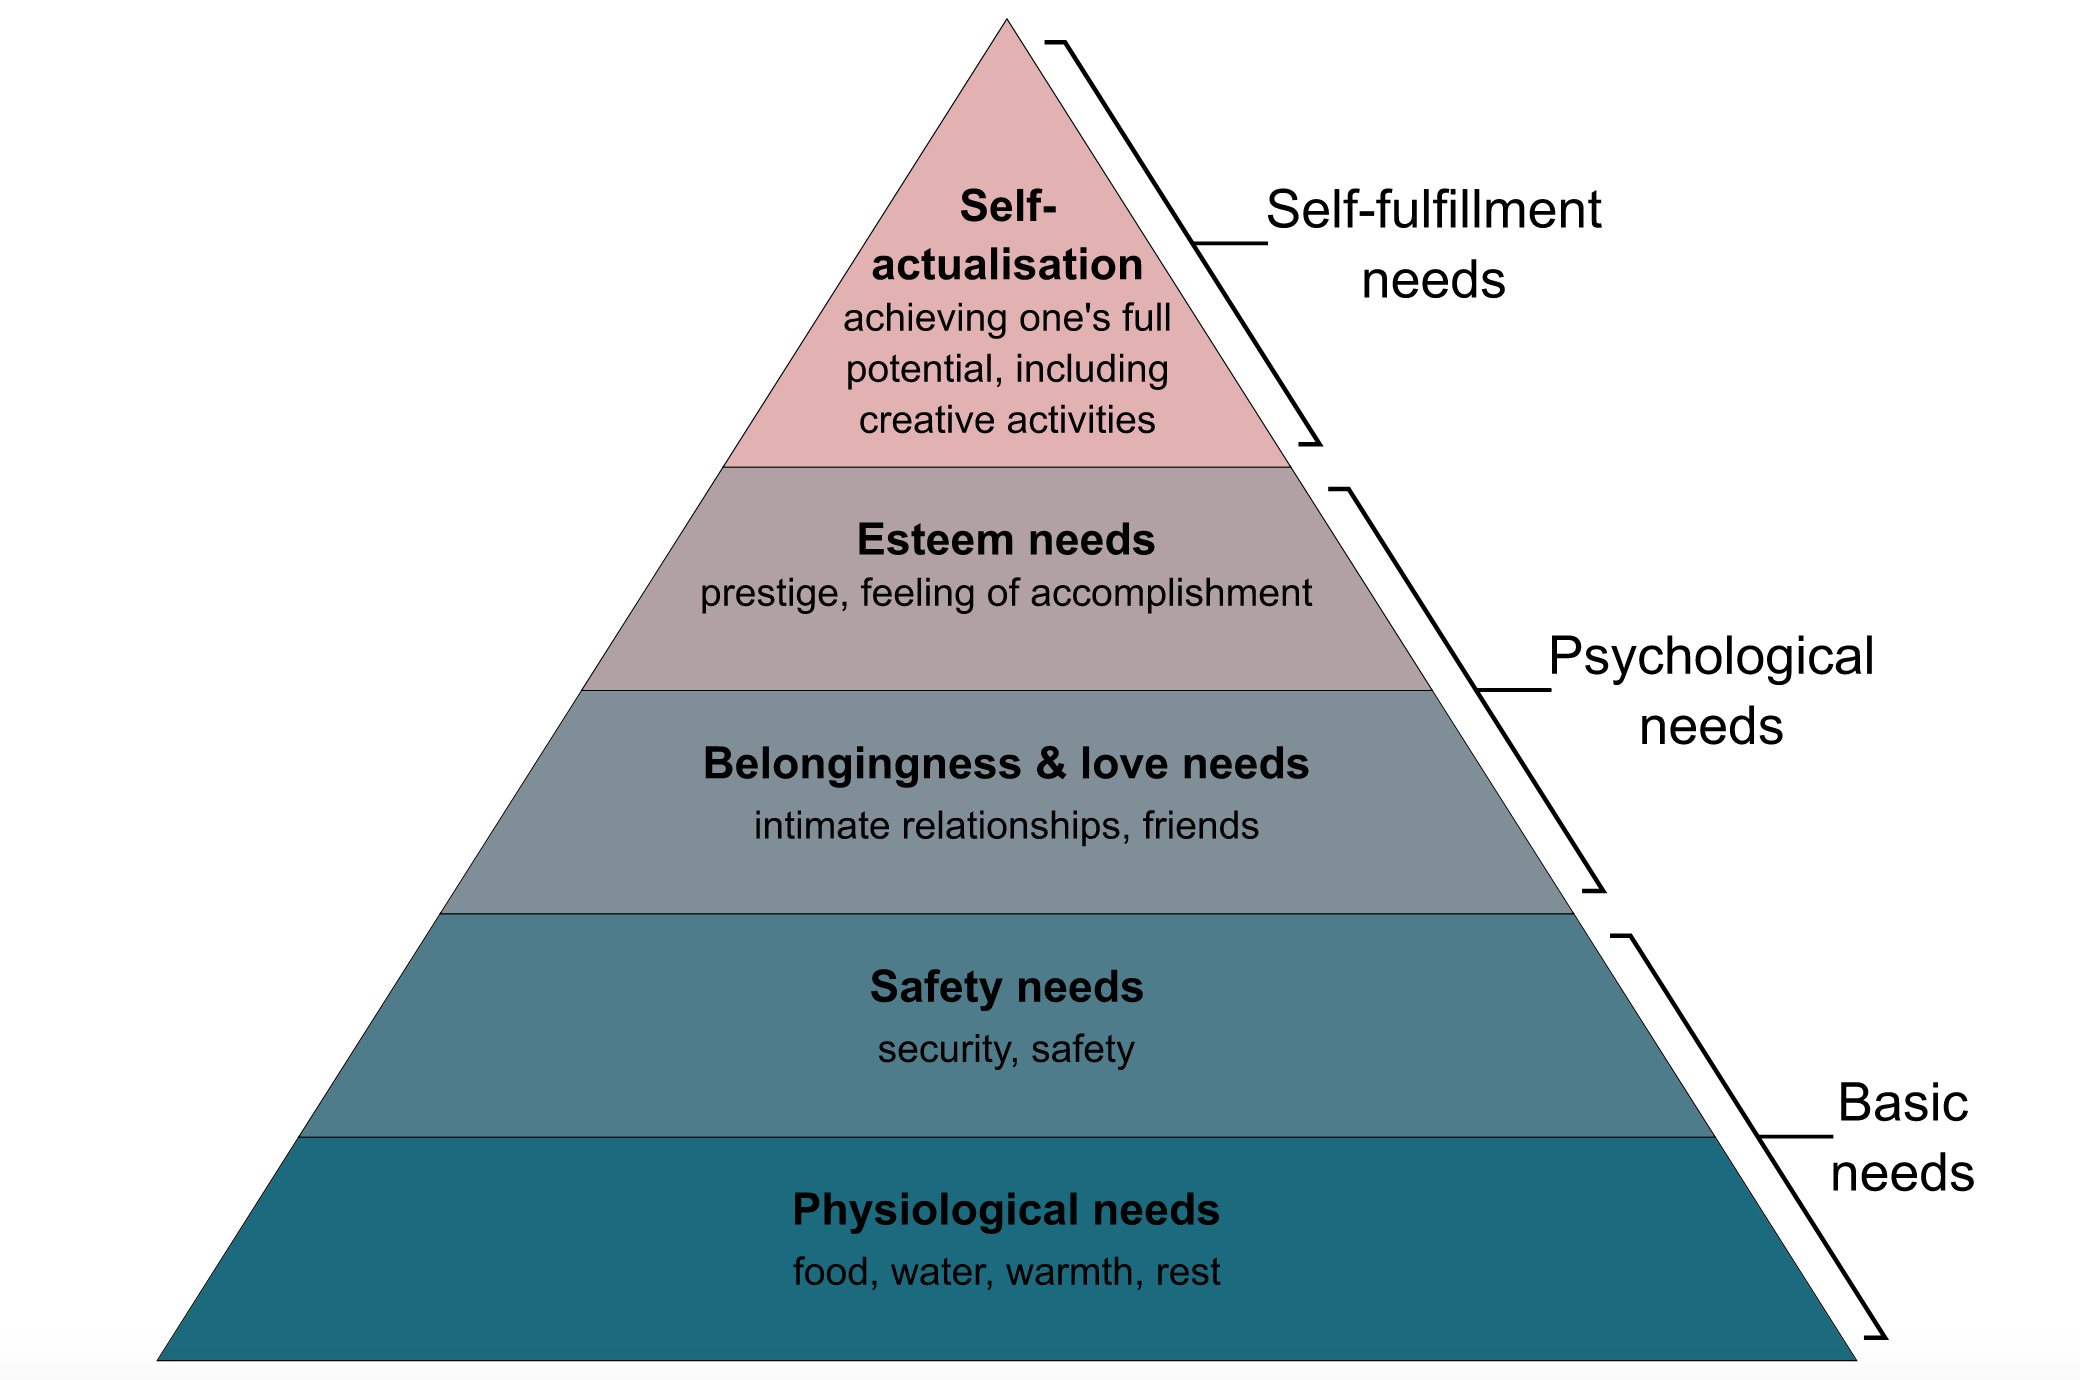 Self-
actualisation
achieving one's full
potential, including
creative activities
Self-fulfillment
needs
Esteem needs
prestige, feeling of accomplishment
Psychological
needs
Belongingness & love needs
intimate relationships, friends
Safety needs
security, safety
Basic
needs
Physiological needs
food, water, warmth, rest